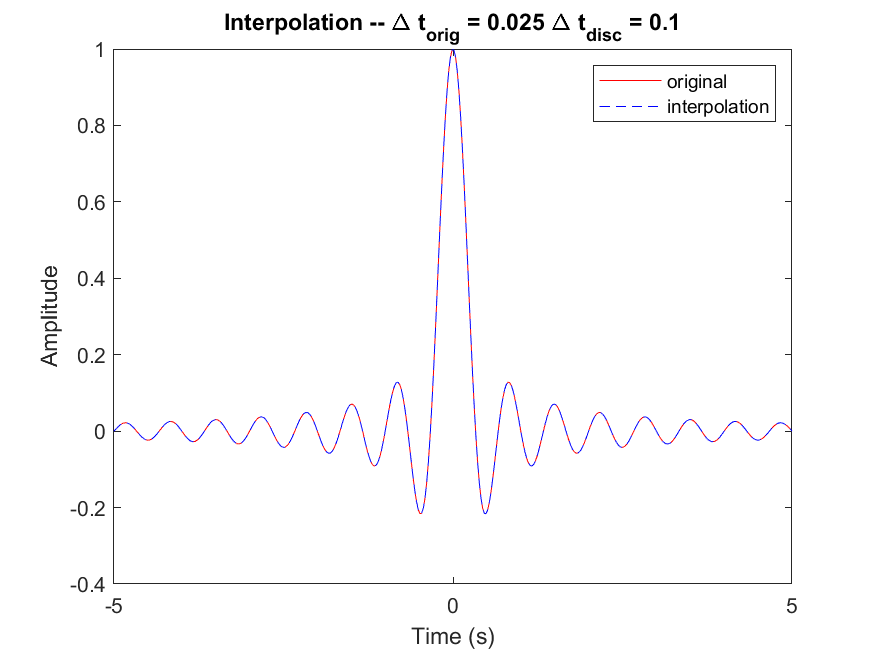 Interpolation -- Δ t_orig = 0.025 Δ t_disc = 0.1
original
interpolation
Amplitude
1
0.8
0.6
0.4
0.2
0
-0.2
-0.4
-5
0
5
Time (s)